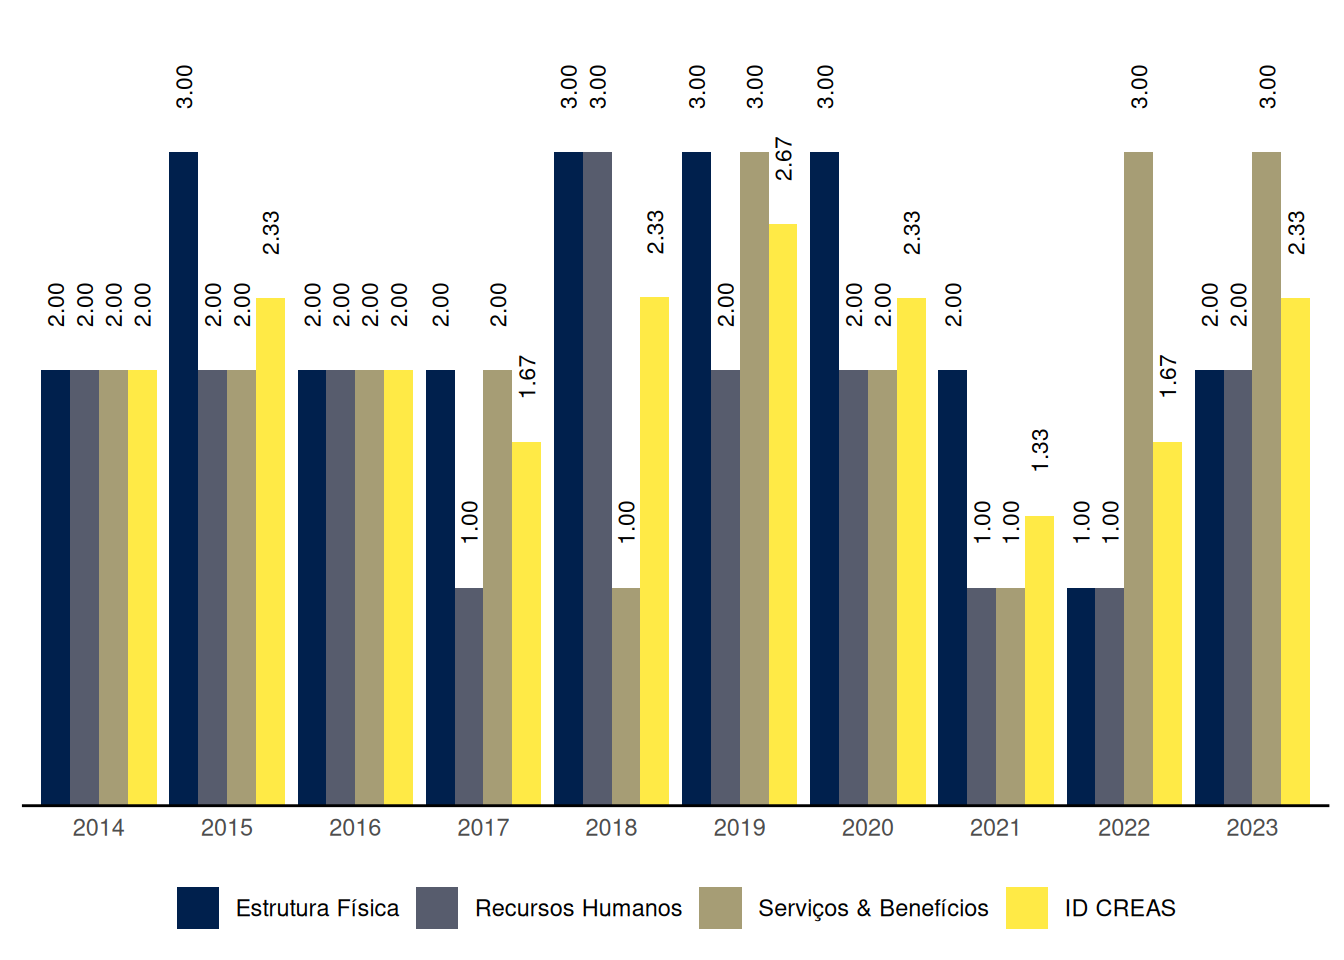 3.00 3.00 3.00 3.00 3.00 3.00 3.00 3.00
2.67
2.33 2.33 2.33 2.33
2.00 2.00 2.00 2.00 2.00 2.00 2.00 2.00 2.00 2.00 2.00 2.00 2.00 2.00 2.00 2.00 2.00 2.00
1.67 1.67
1.33
1.00 1.00 1.00 1.00 1.00 1.00
2014 2015 2016 2017 2018 2019 2020 2021 2022 2023
Estrutura Física Recursos Humanos Serviços & Benefícios ID CREAS